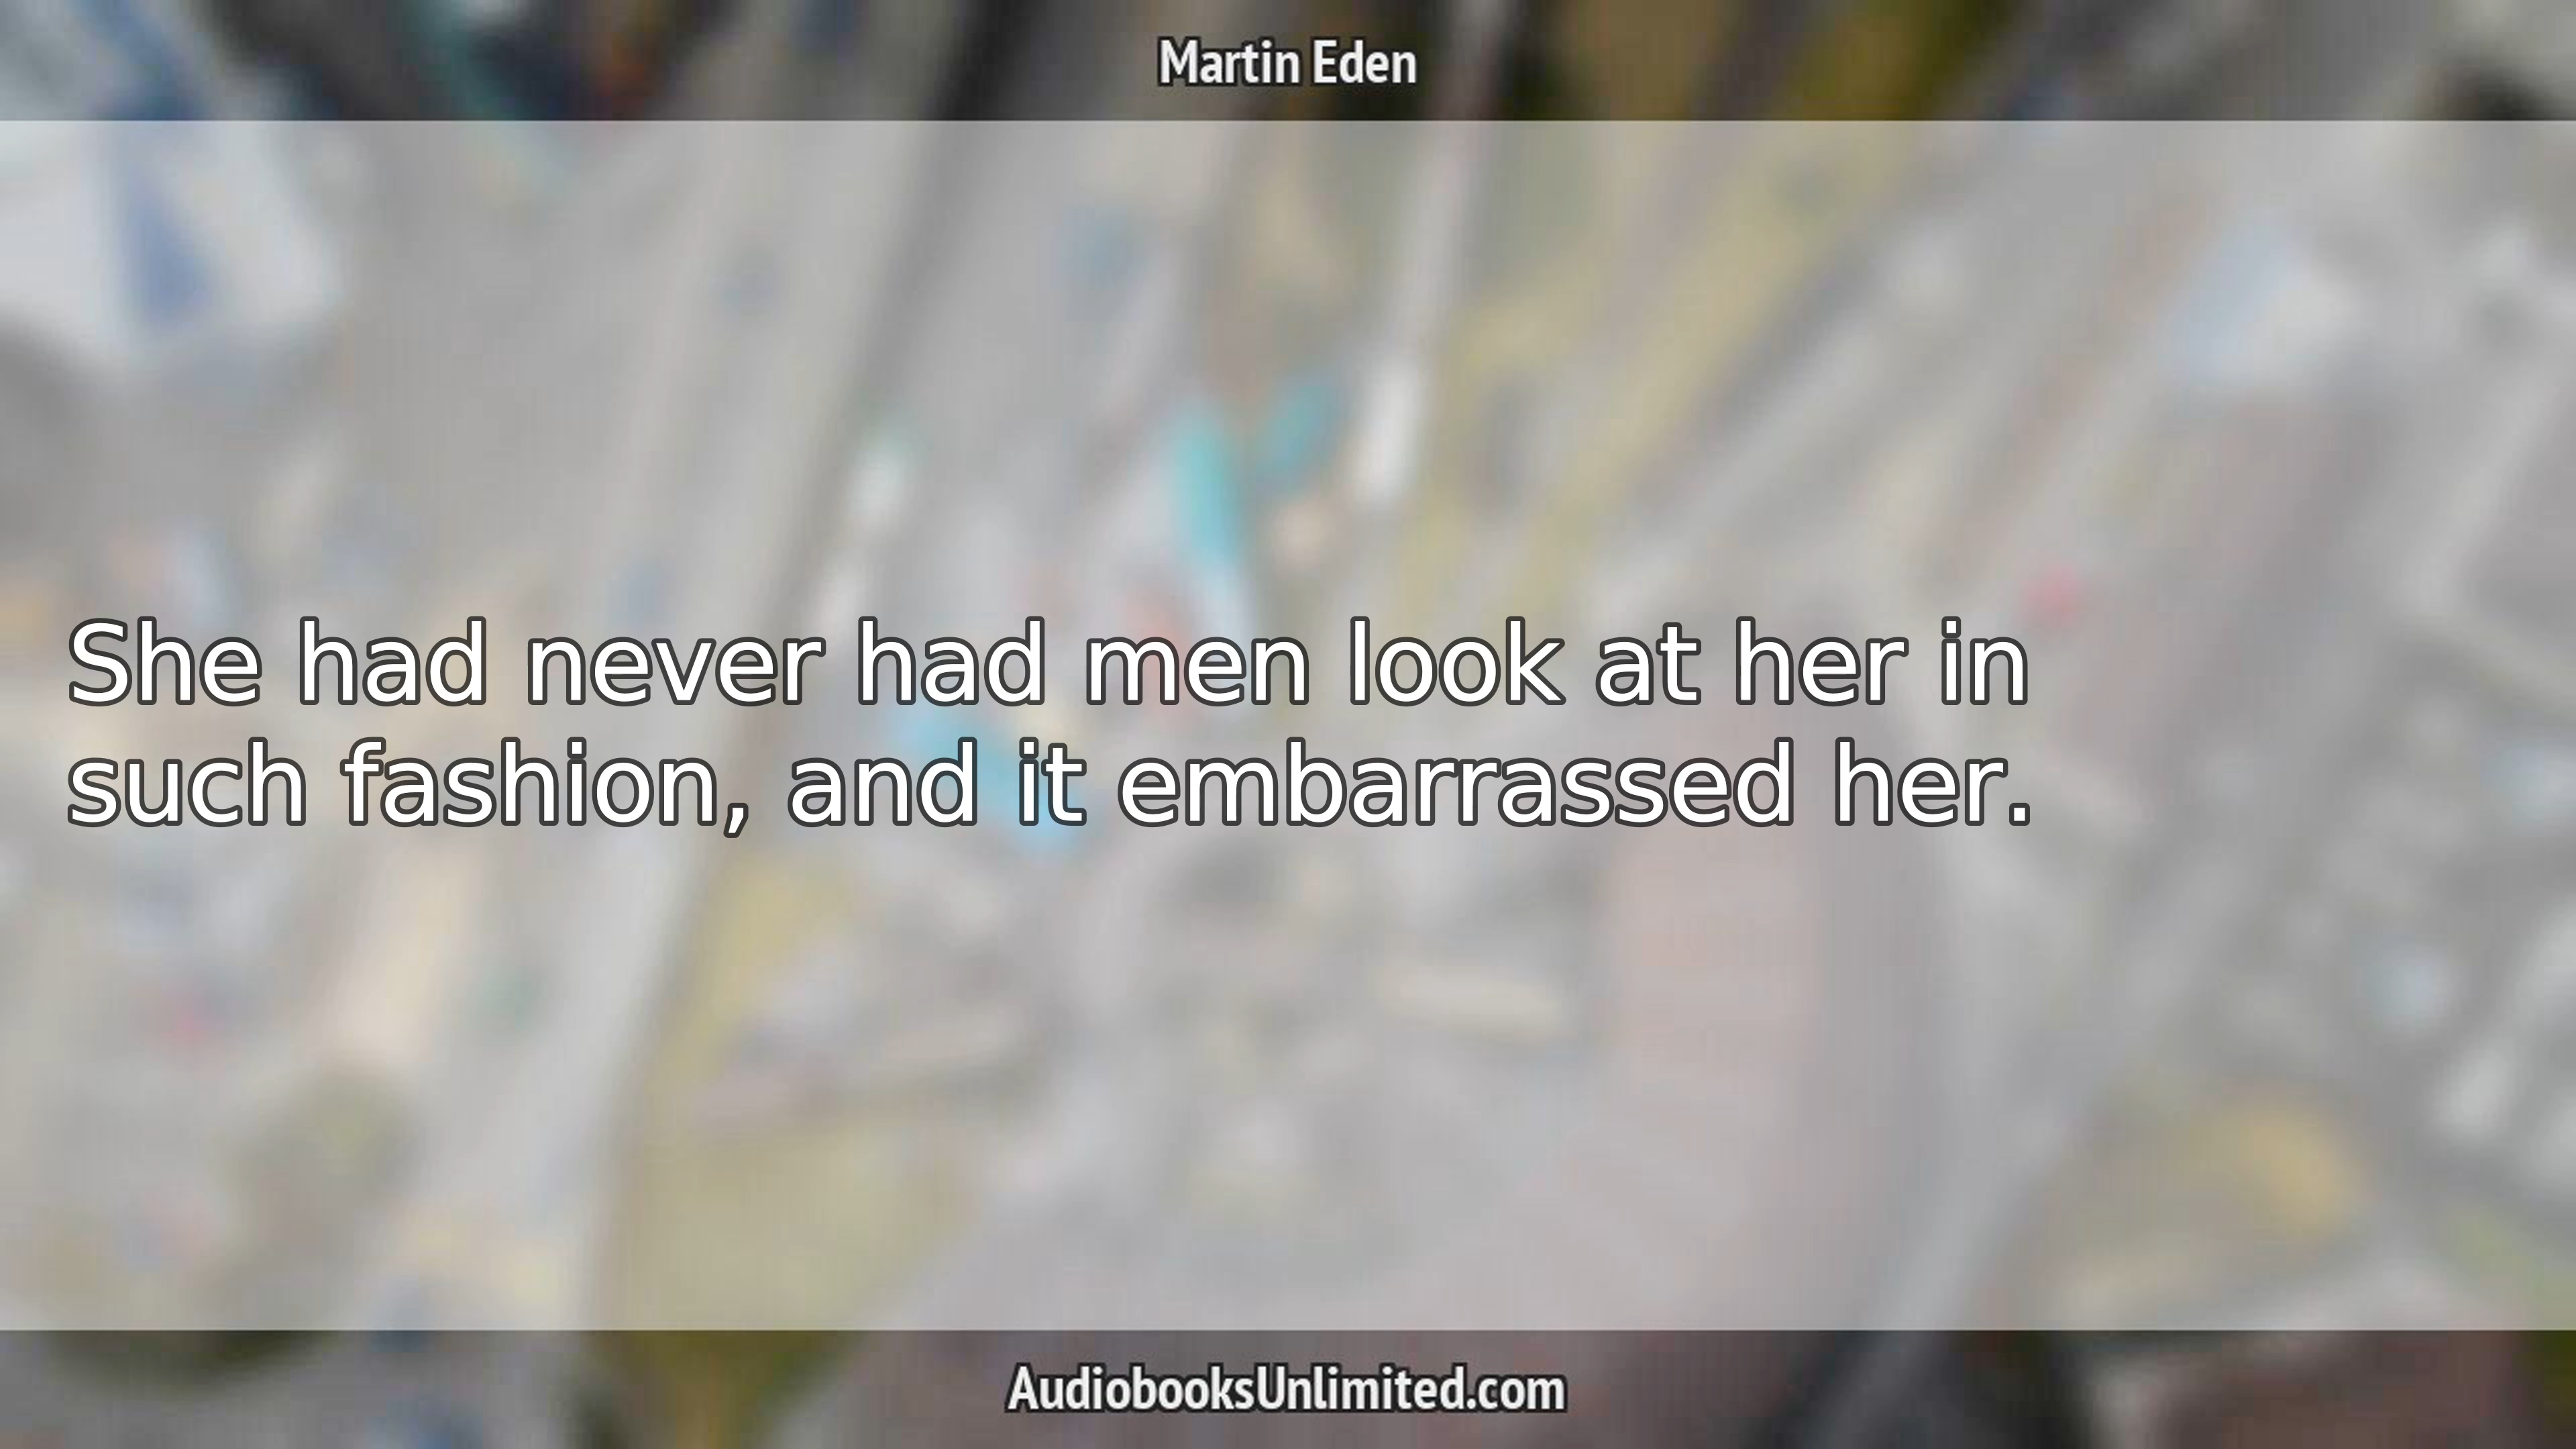 Martin Eden
She had never had men look at her in
such fashion, and it embarrassed her.
AudiobooksUnlimited.com